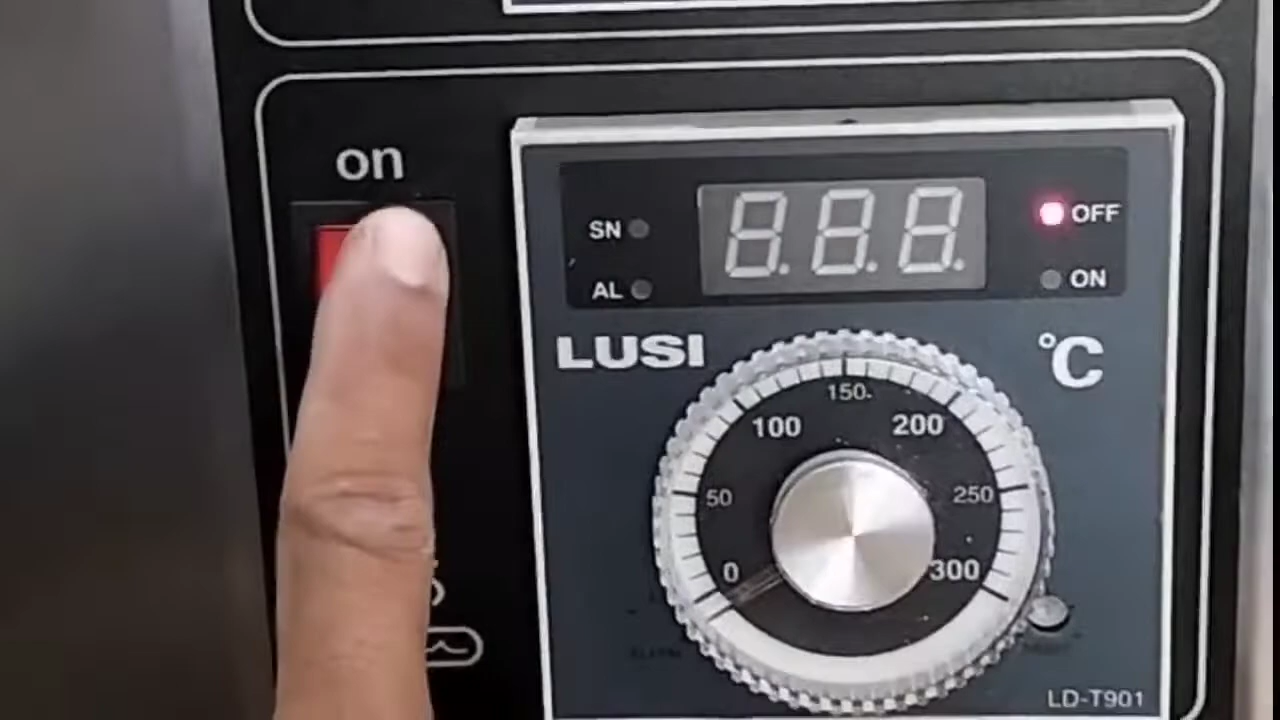 on
SN
8.8.8.
OFF
AL
ON
LUSI
°C
0
50
100
150
200
250
300
LD-T901